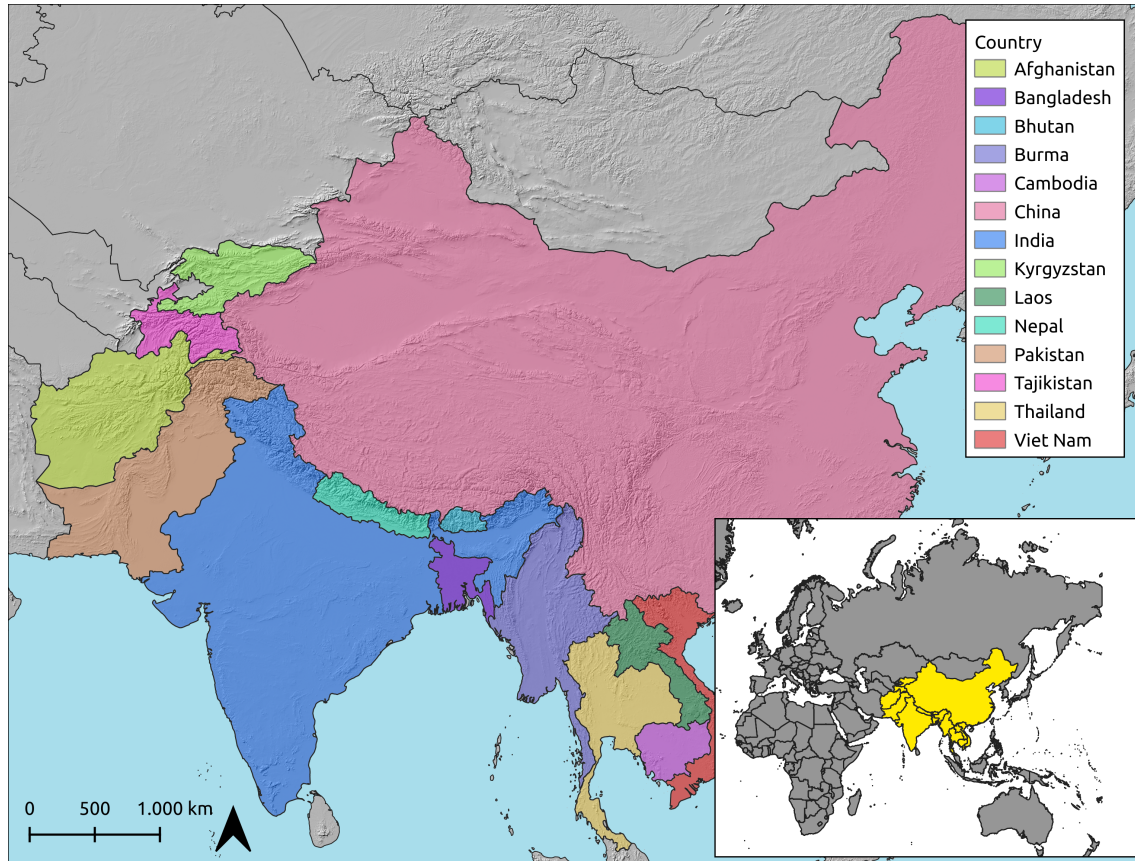 Country
Afghanistan
Bangladesh
Bhutan
Burma
Cambodia
China
India
Kyrgyzstan
Laos
Nepal
Pakistan
Tajikistan
Thailand
Viet Nam
0 500 1.000 km